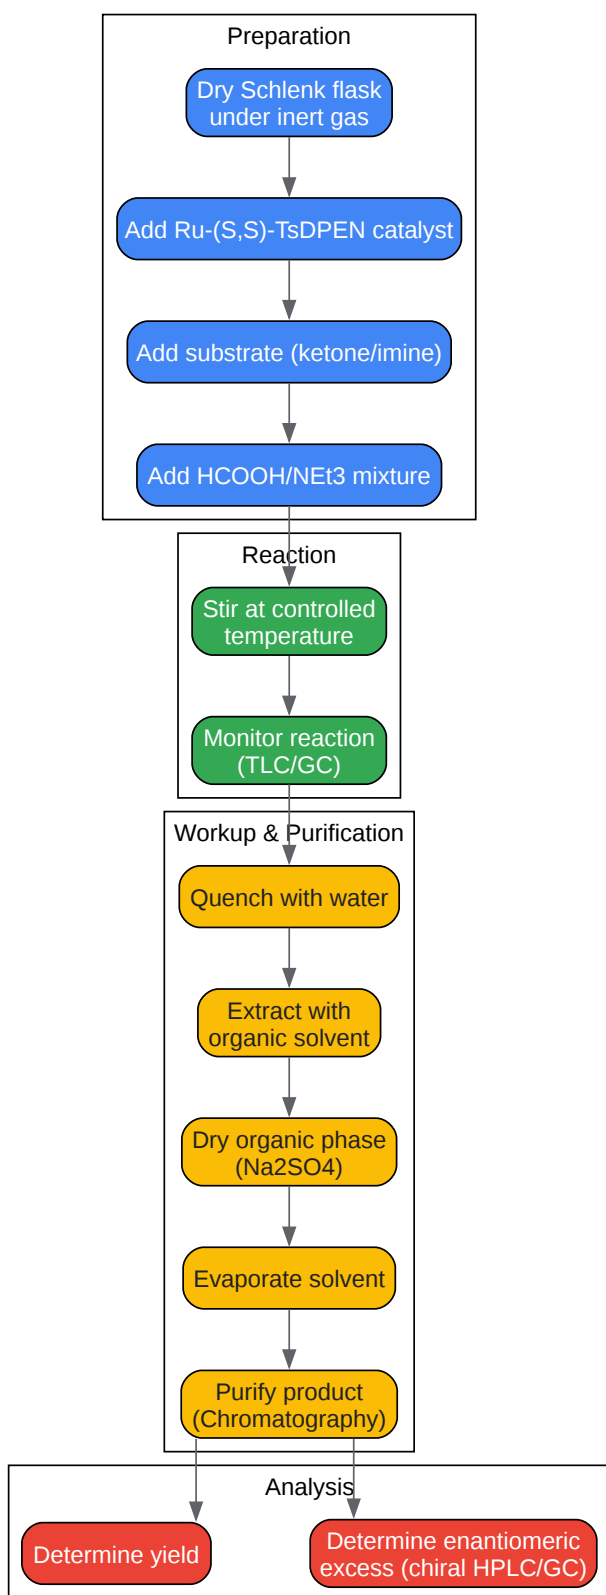 Preparation
Dry Schlenk flask
under inert gas
Add Ru-(S,S)-TsDPEN catalyst
Add substrate (ketone/imine)
Add HCOOH/NEt3 mixture
Reaction
Stir at controlled
temperature
Monitor reaction
(TLC/GC)
Workup & Purification
Quench with water
Extract with
organic solvent
Dry organic phase
(Na2SO4)
Evaporate solvent
Purify product
(Chromatography)
Analysis
Determine yield
Determine enantiomeric
excess (chiral HPLC/GC)